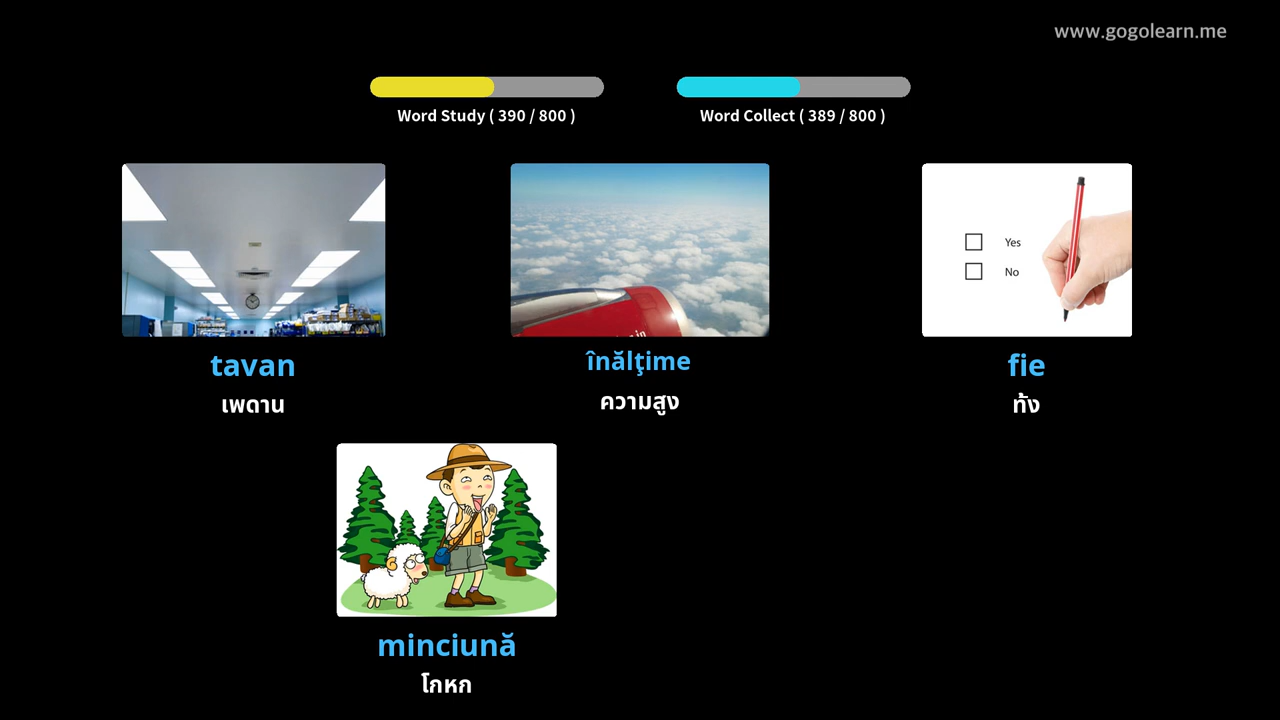 www.gogolearn.me
Word Study ( 390 / 800 )
Word Collect ( 389 / 800 )
Yes
No
tavan
înălţime
fie
เพดาน
ความสูง
ทัง
minciună
โกหก